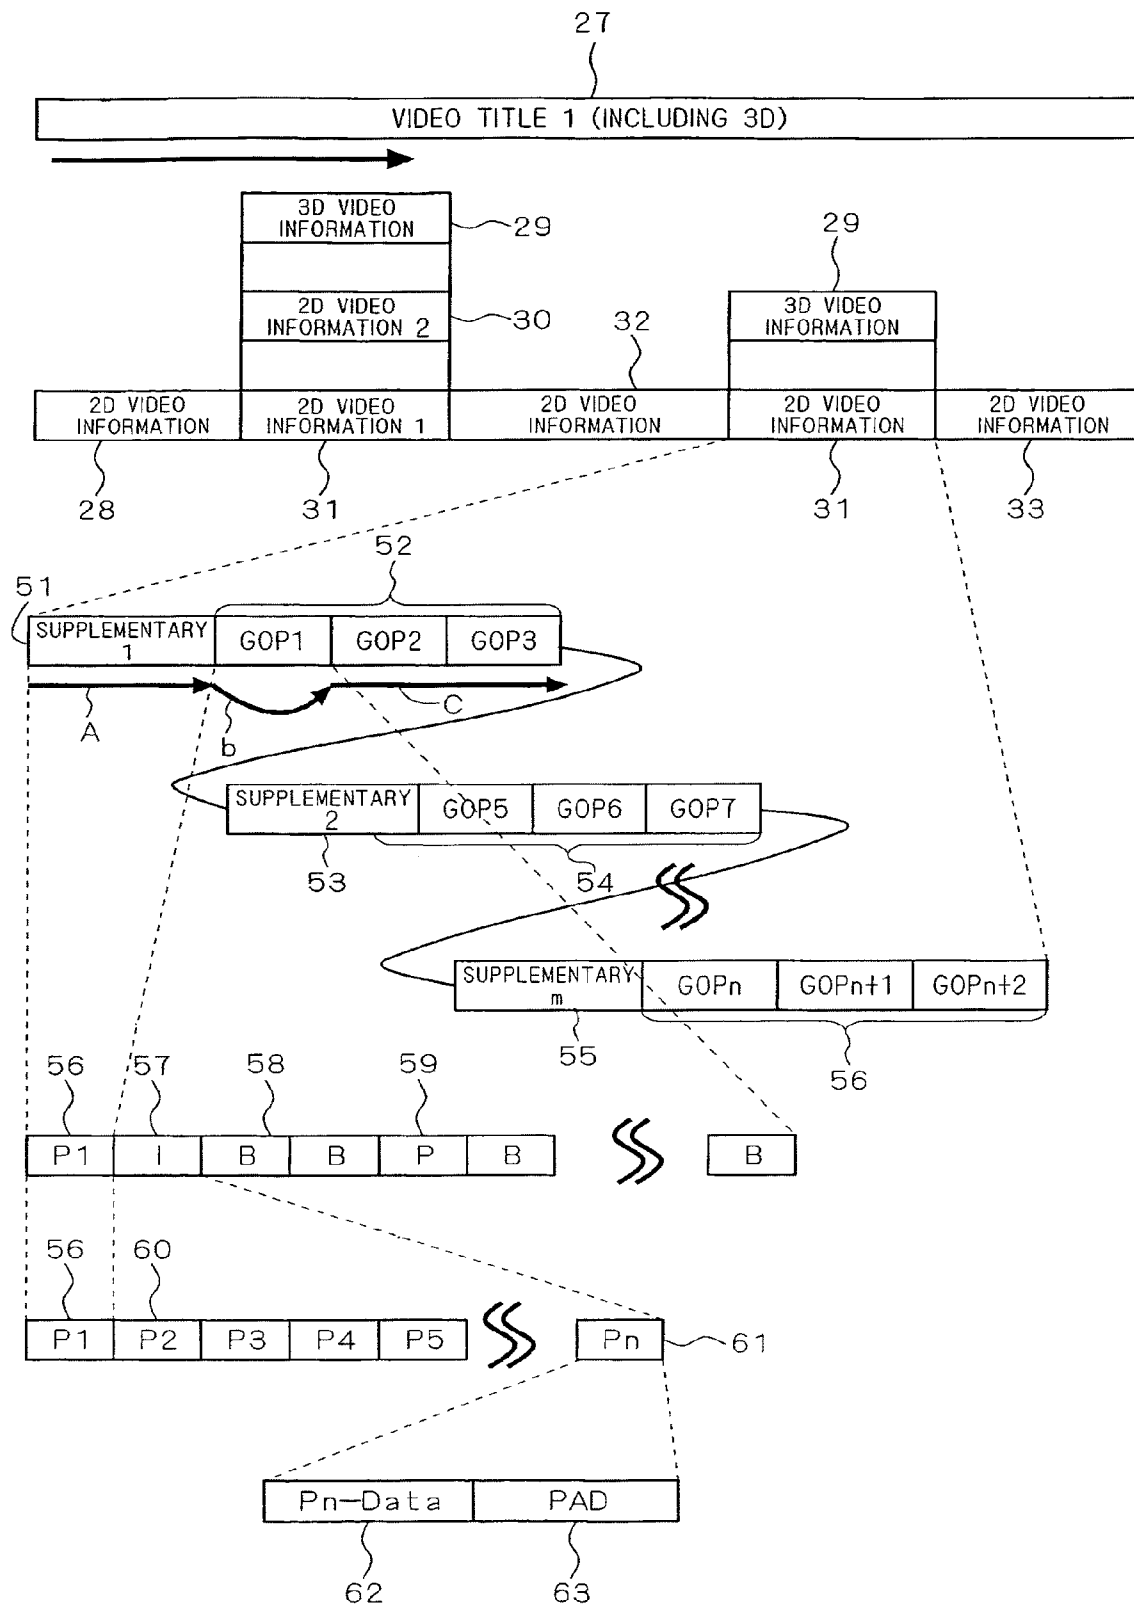 27
VIDEO TITLE 1 (INCLUDING 3D)
3D VIDEO
INFORMATION
29
29
2D VIDEO
INFORMATION 2
30
32
3D VIDEO
INFORMATION
2D VIDEO
INFORMATION
2D VIDEO
INFORMATION 1
2D VIDEO
INFORMATION
2D VIDEO
INFORMATION
2D VIDEO
INFORMATION
28
31
31
33
52
51
SUPPLEMENTARY
1
GOP1
GOP2
GOP3
A
b
C
SUPPLEMENTARY
2
GOP5
GOP6
GOP7
53
54
SUPPLEMENTARY
m
GOPn
GOPn+1
GOPn+2
55
56
56
57
58
59
P1
I
B
B
P
B
B
56
60
P1
P2
P3
P4
P5
Pn
61
Pn-Data
PAD
62
63